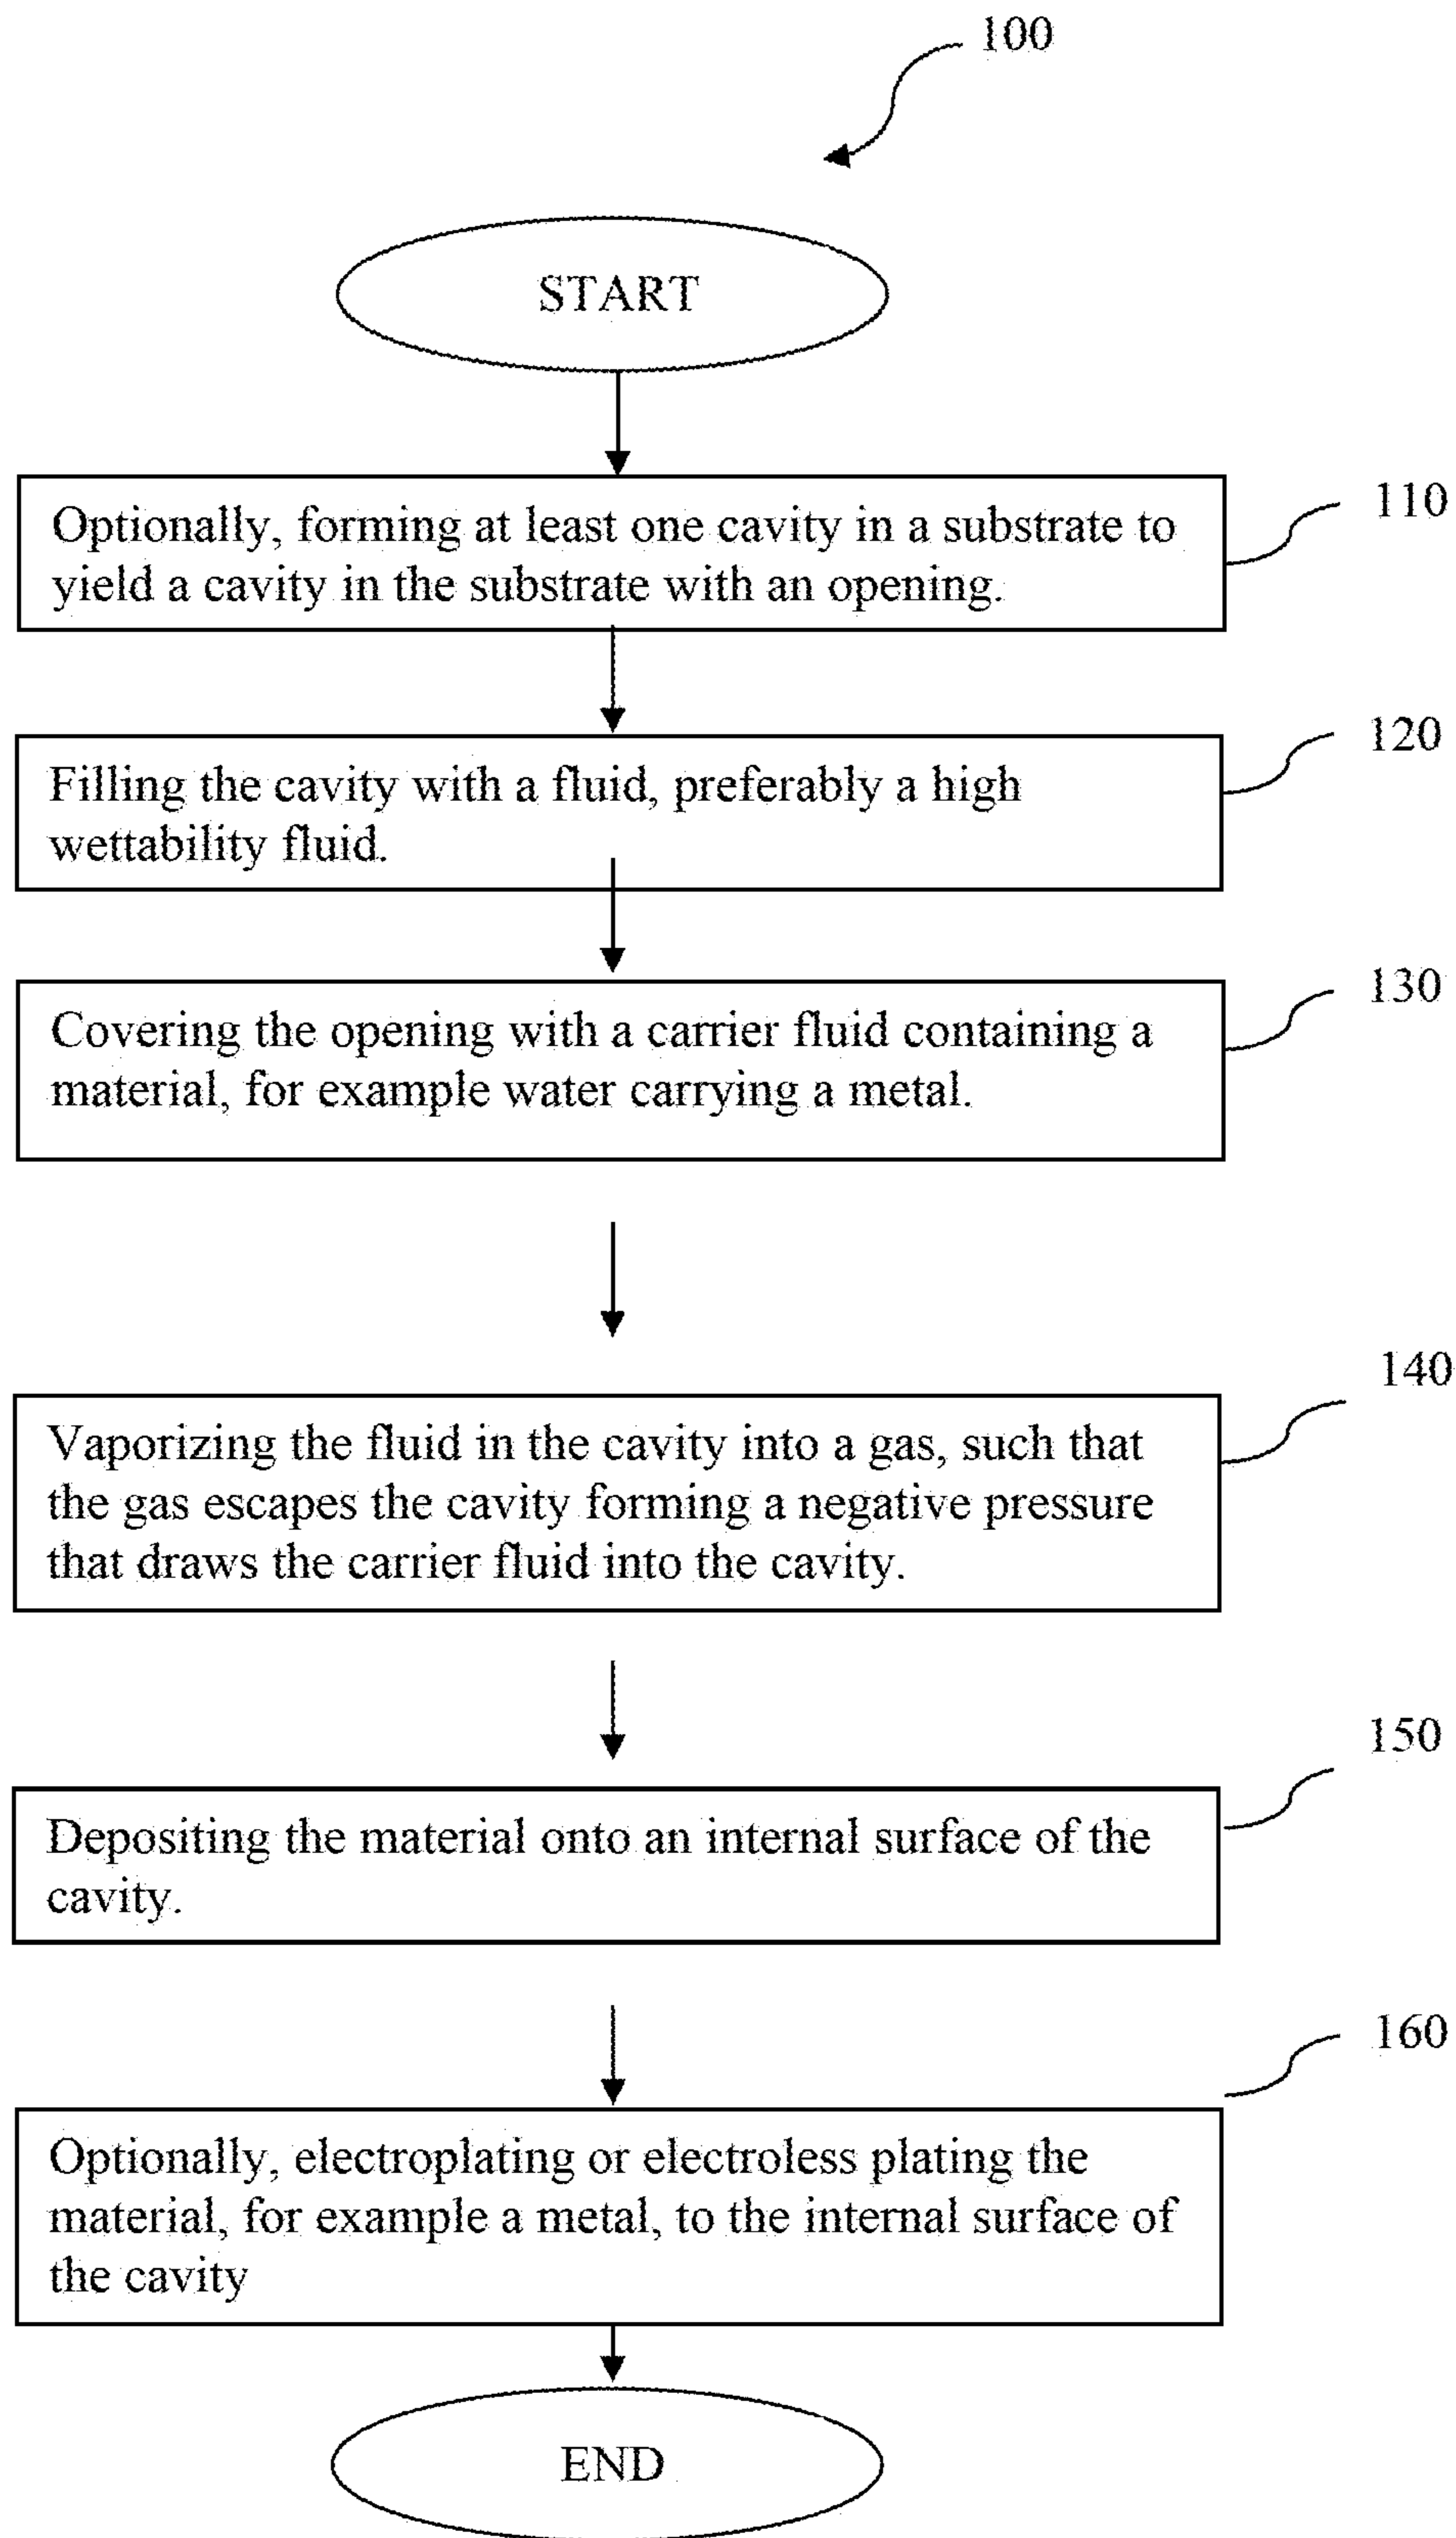 100
START
110
Optionally, forming at least one cavity in a substrate to
yield a cavity in the substrate with an opening.
120
Filling the cavity with a fluid, preferably a high
wettability fluid.
130
Covering the opening with a carrier fluid containing a
material, for example water carrying a metal.
140
Vaporizing the fluid in the cavity into a gas, such that
the gas escapes the cavity forming a negative pressure
that draws the carrier fluid into the cavity.
150
Depositing the material onto an internal surface of the
cavity.
160
Optionally, electroplating or electroless plating the
material, for example a metal, to the internal surface of
the cavity
END